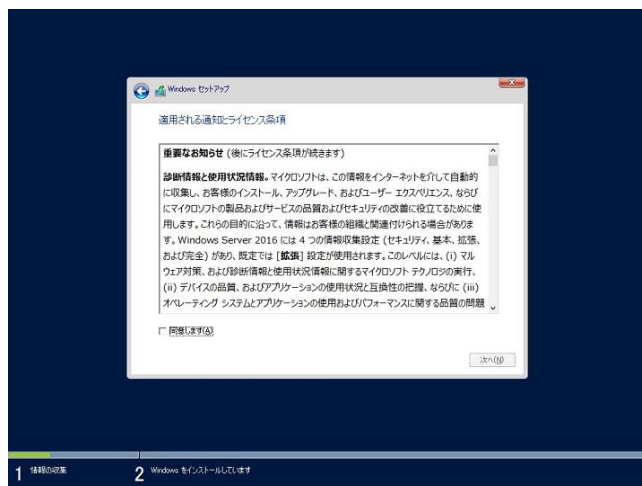 Windows セットアップ
適用される通知とライセンス条項
重要なお知らせ (後にライセンス条項が続きます)
診断情報と使用状況情報。マイクロソフトは、この情報をインターネットを介して自動的
に収集し、お客様のインストール、アップグレード、およびユーザー エクスペリエンス、ならび
にマイクロソフトの製品およびサービスの品質およびセキュリティの改善に役立てるために使
用します。これらの目的に沿って、情報はお客様の組織と関連付けられる場合がありま
す。Windows Server 2016 には 4 つの情報収集設定 (セキュリティ、基本、拡張、
および完全) があり、既定では [拡張] 設定が使用されます。このレベルには、(i) マル
ウェア対策、および診断情報と使用状況情報に関するマイクロソフト テクノロジの実行、
(ii) デバイスの品質、およびアプリケーションの使用状況と互換性の把握、ならびに (iii)
オペレーティング システムとアプリケーションの使用およびパフォーマンスに関する品質の問題
同意します(A)
次へ(N)
1 情報の収集
2 Windows をインストールしています